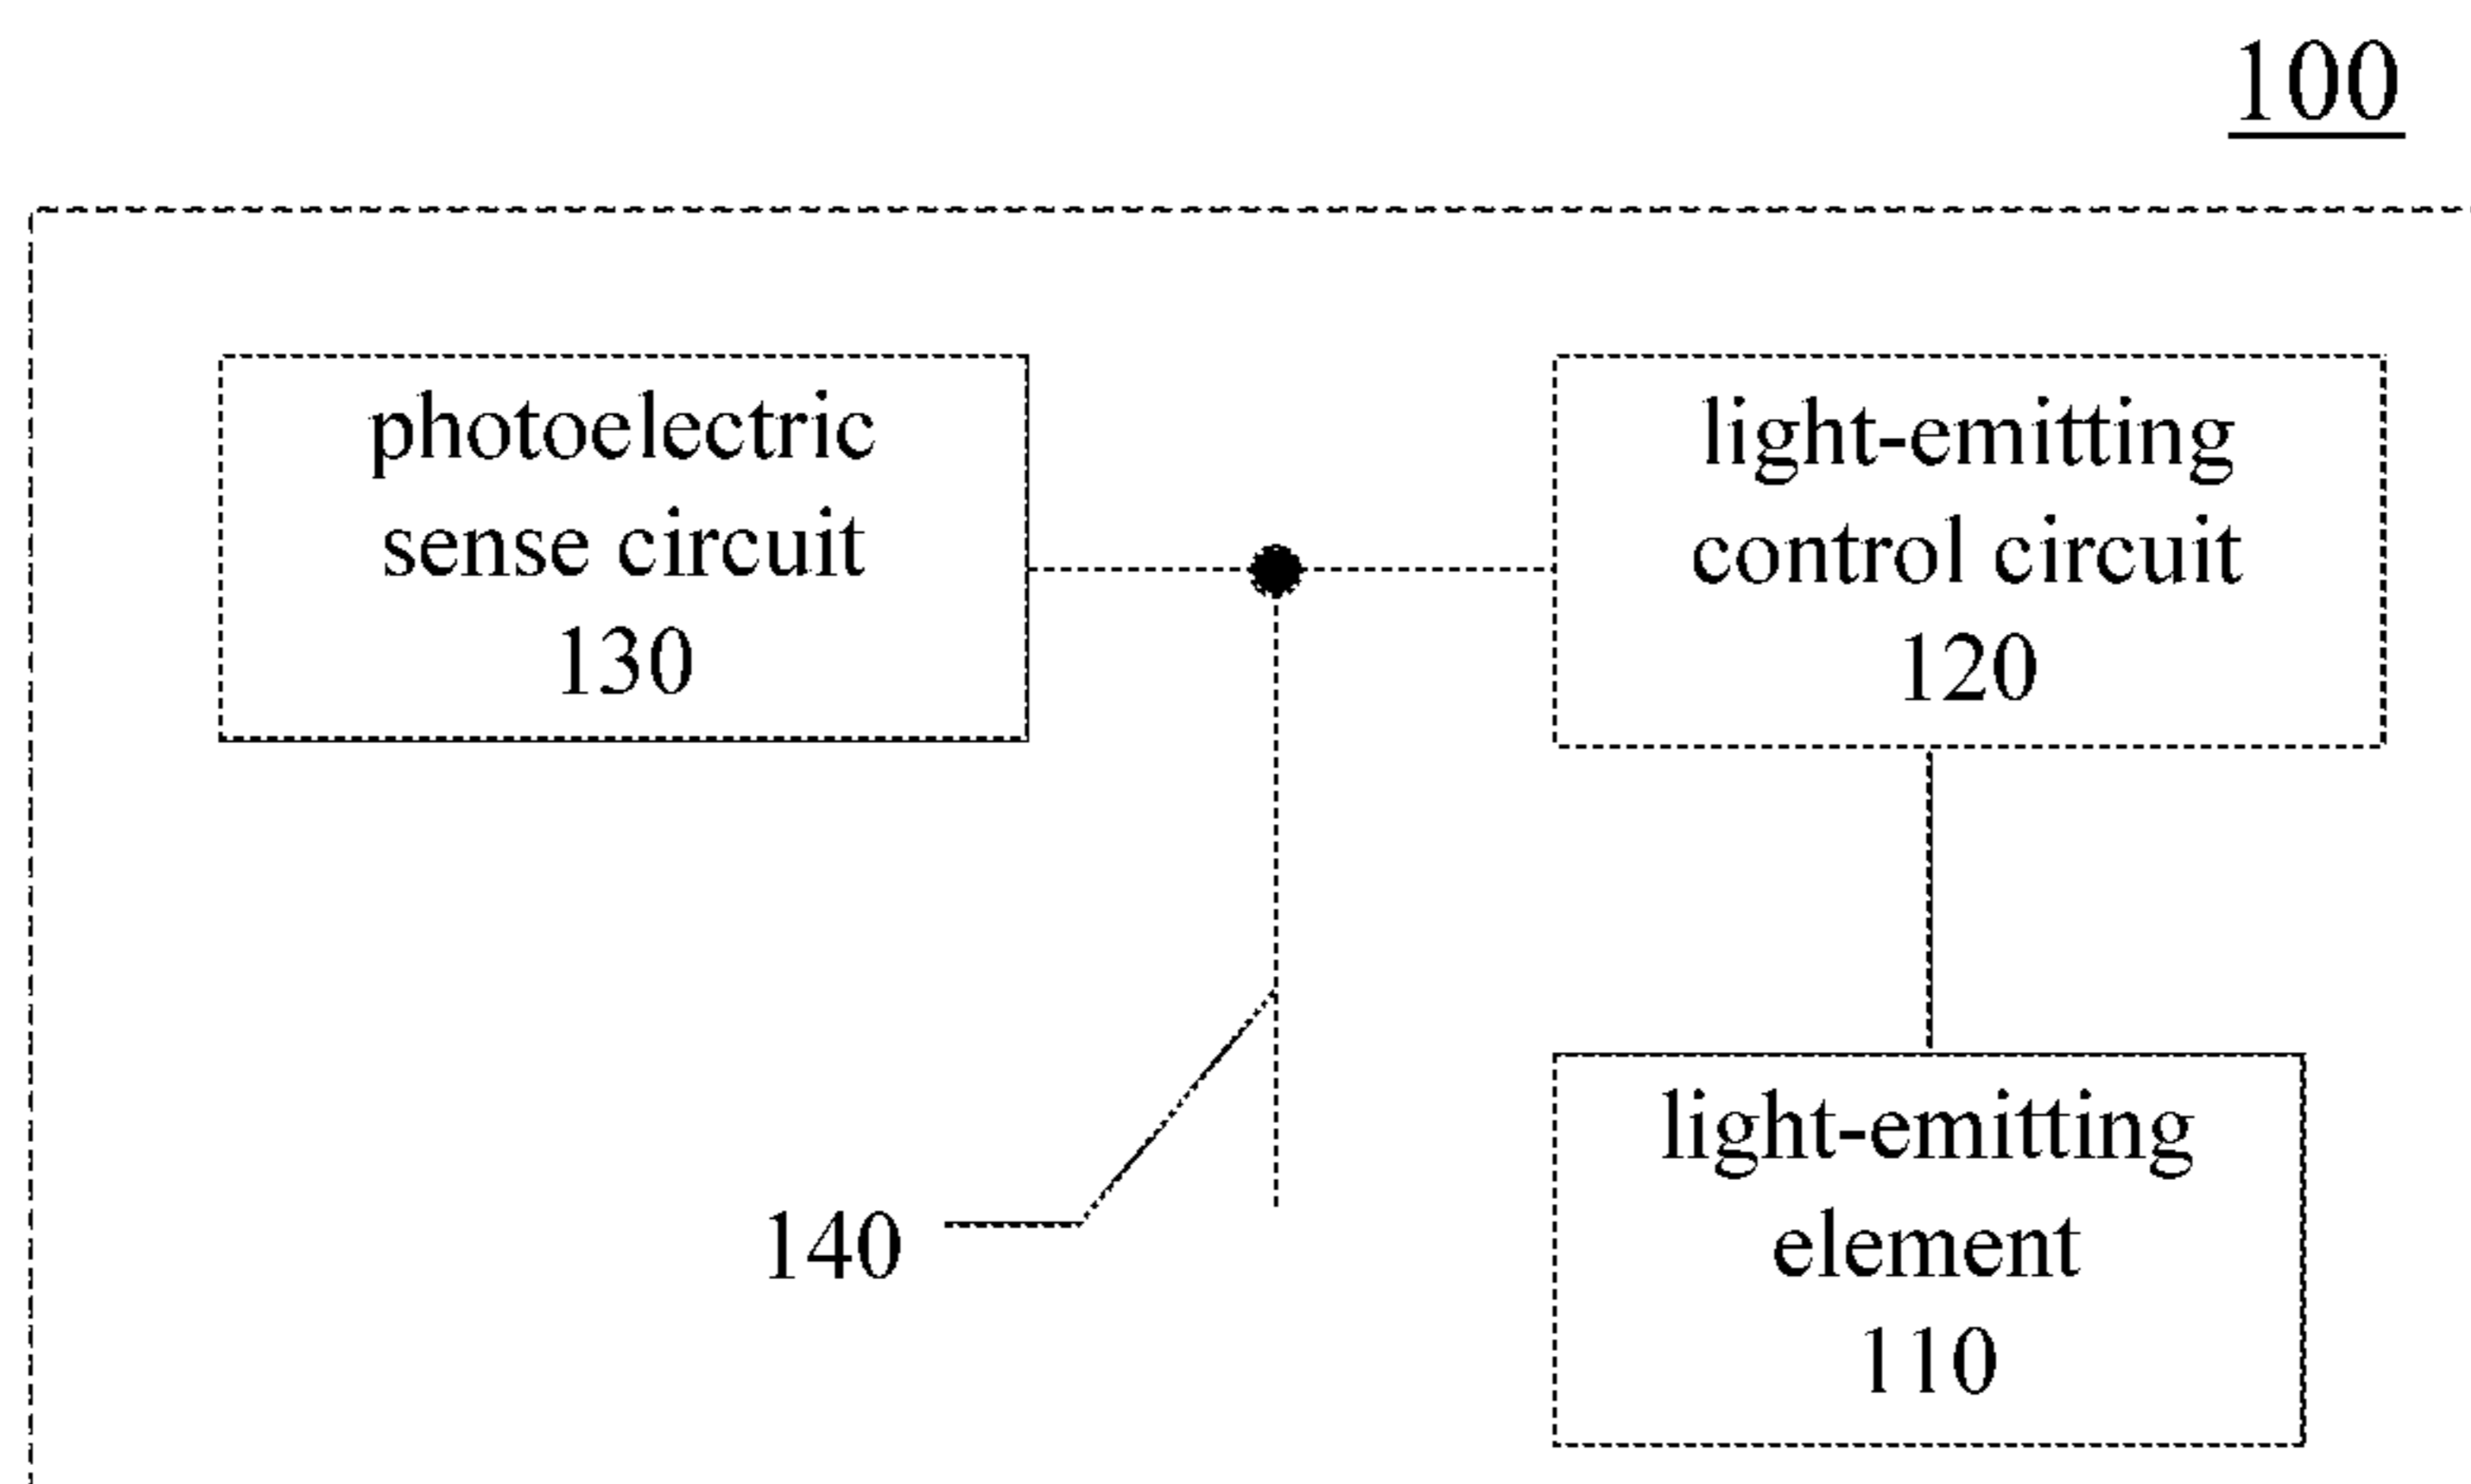 100
photoelectric
sense circuit
130
light-emitting
control circuit
120
140
light-emitting
element
110